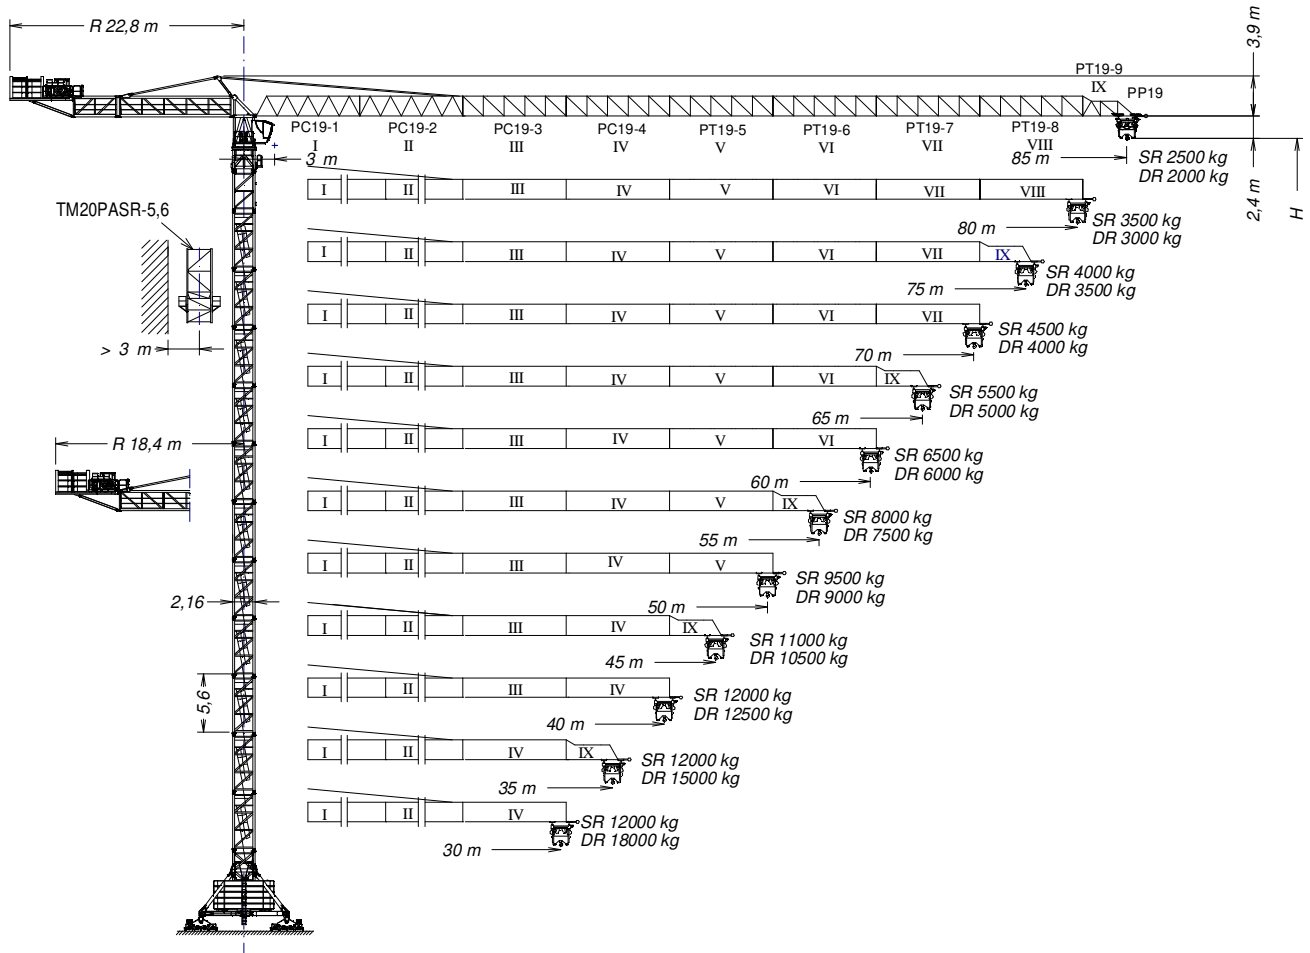 R 22,8 m
3,9 m
PT19-9
IX
PP19
PC19-1 PC19-2 PC19-3 PC19-4 PT19-5 PT19-6 PT19-7 PT19-8
I II III IV V VI VII VIII
3 m
85 m
SR 2500 kg
DR 2000 kg
2,4 m
H
I II III IV V VI VII VIII
80 m
SR 3500 kg
DR 3000 kg
TM20PASR-5,6
I II III IV V VI VII IX
75 m
SR 4000 kg
DR 3500 kg
I II III IV V VI VII
70 m
SR 4500 kg
DR 4000 kg
> 3 m
I II III IV V VI IX
65 m
SR 5500 kg
DR 5000 kg
R 18,4 m
I II III IV V VI
60 m
SR 6500 kg
DR 6000 kg
I II III IV V IX
55 m
SR 8000 kg
DR 7500 kg
I II III IV V
50 m
SR 9500 kg
DR 9000 kg
2,16
I II III IV IX
45 m
SR 11000 kg
DR 10500 kg
5,6
I II III IV
40 m
SR 12000 kg
DR 12500 kg
I II IV IX
35 m
SR 12000 kg
DR 15000 kg
I II IV
30 m
SR 12000 kg
DR 18000 kg